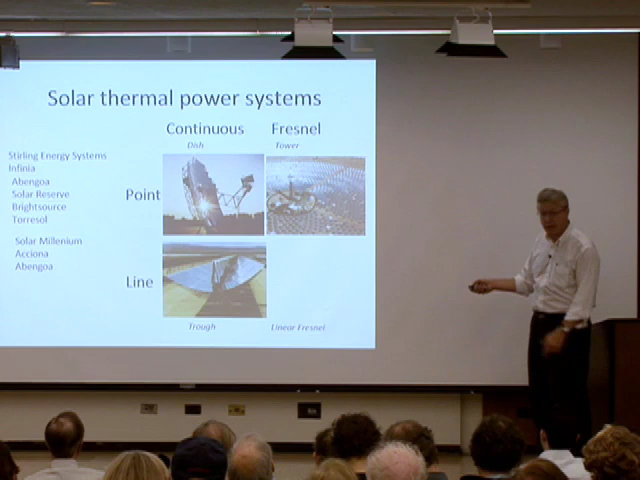 Solar thermal power systems
Continuous Fresnel
Dish Tower
Stirling Energy Systems
Infinia
Abengoa
Solar Reserve
Brightsource
Torresol
Point
Solar Millenium
Acciona
Abengoa
Line
Trough Linear Fresnel